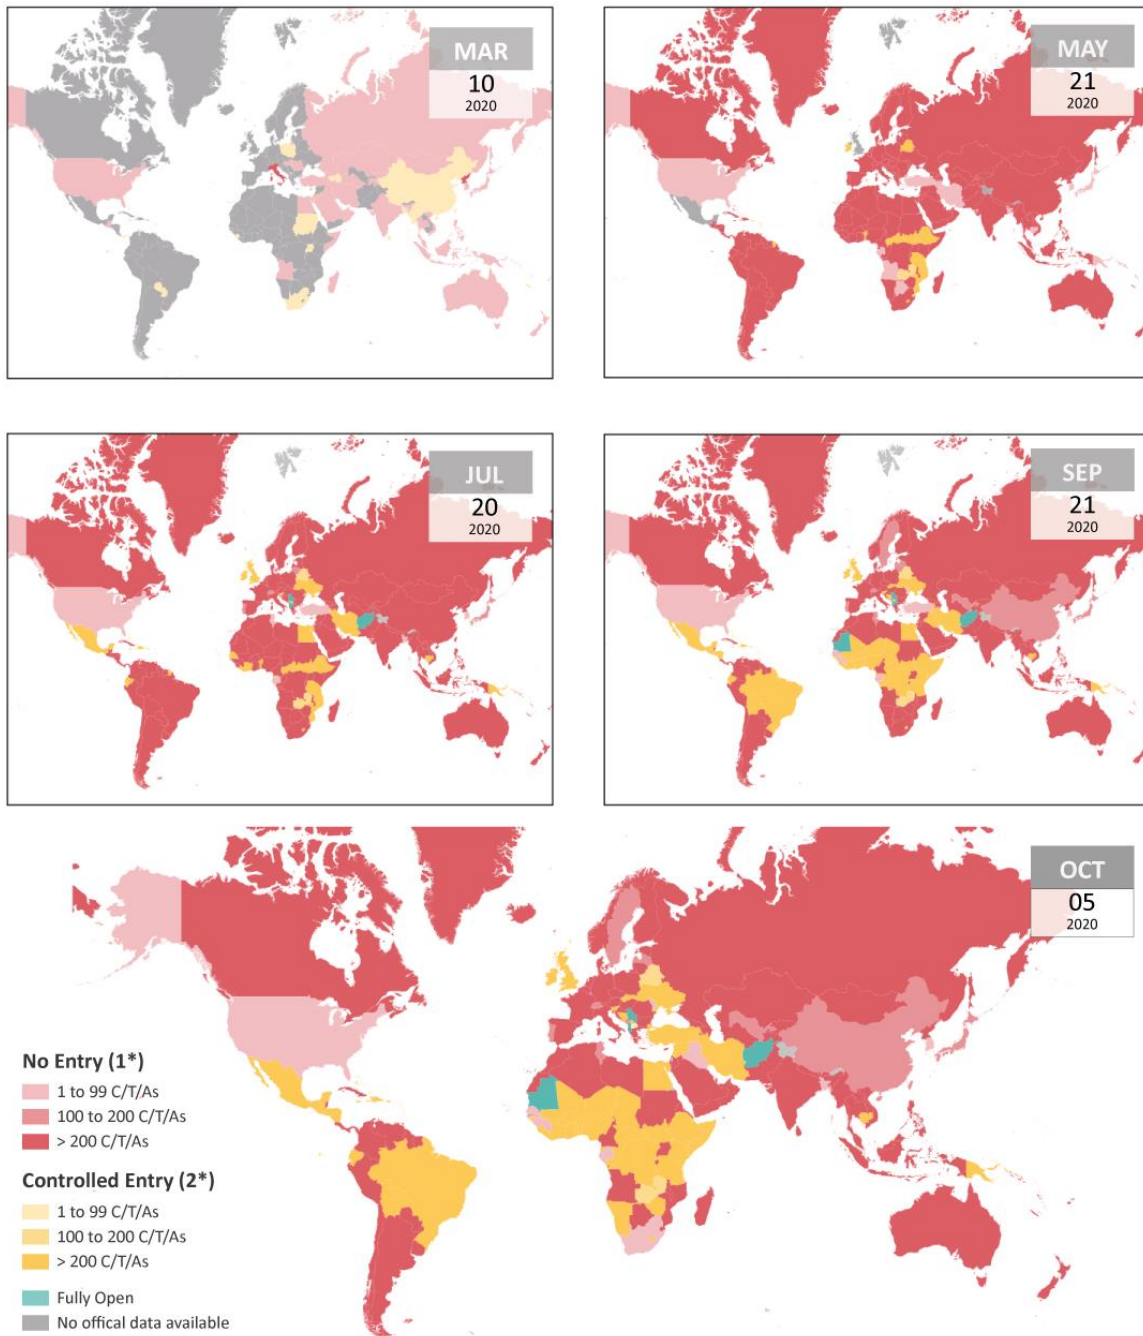 MAR
10
2020
MAY
21
2020
JUL
20
2020
SEP
21
2020
OCT
05
2020
No Entry (1*)
1 to 99 C/T/As
100 to 200 C/T/As
> 200 C/T/As
Controlled Entry (2*)
1 to 99 C/T/As
100 to 200 C/T/As
> 200 C/T/As
Fully Open
No offical data available